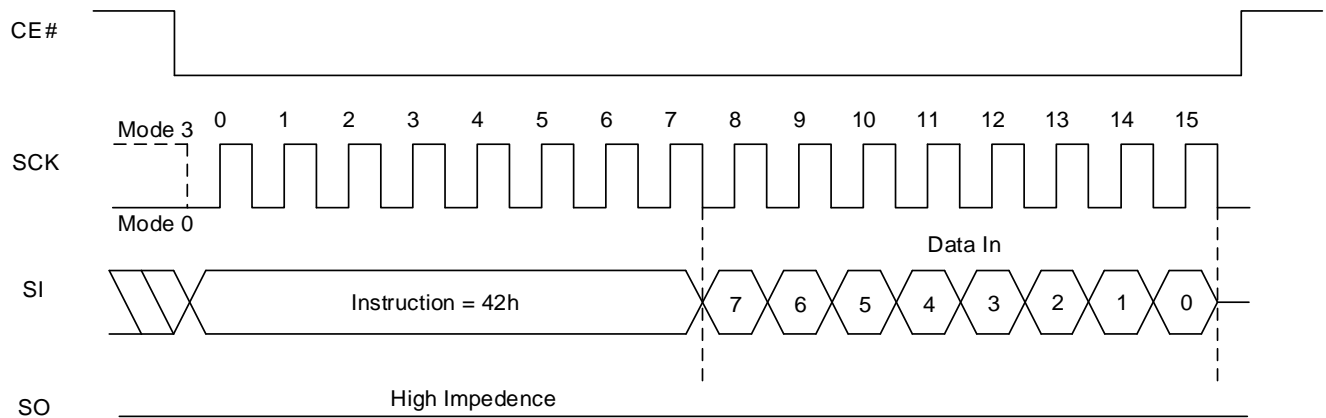 CE#
SCK
Mode 3
0 1 2 3 4 5 6 7 8 9 10 11 12 13 14 15
Mode 0
Data In
SI
Instruction = 42h
7 6 5 4 3 2 1 0
SO
High Impedence